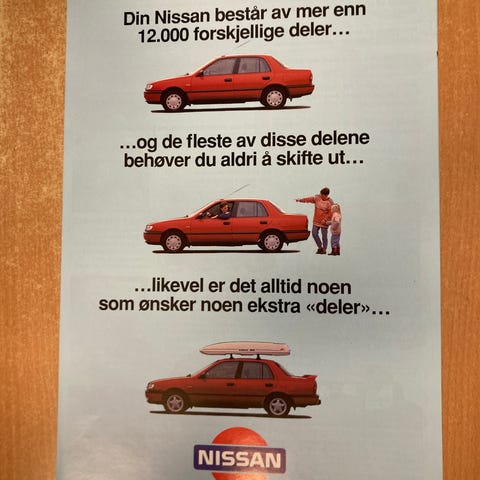 Din Nissan består av mer enn
12.000 forskjellige deler...
...og de fleste av disse delene
behøver du aldri å skifte ut...
...likevel er det alltid noen
som ønsker noen ekstra «deler»...
NISSAN